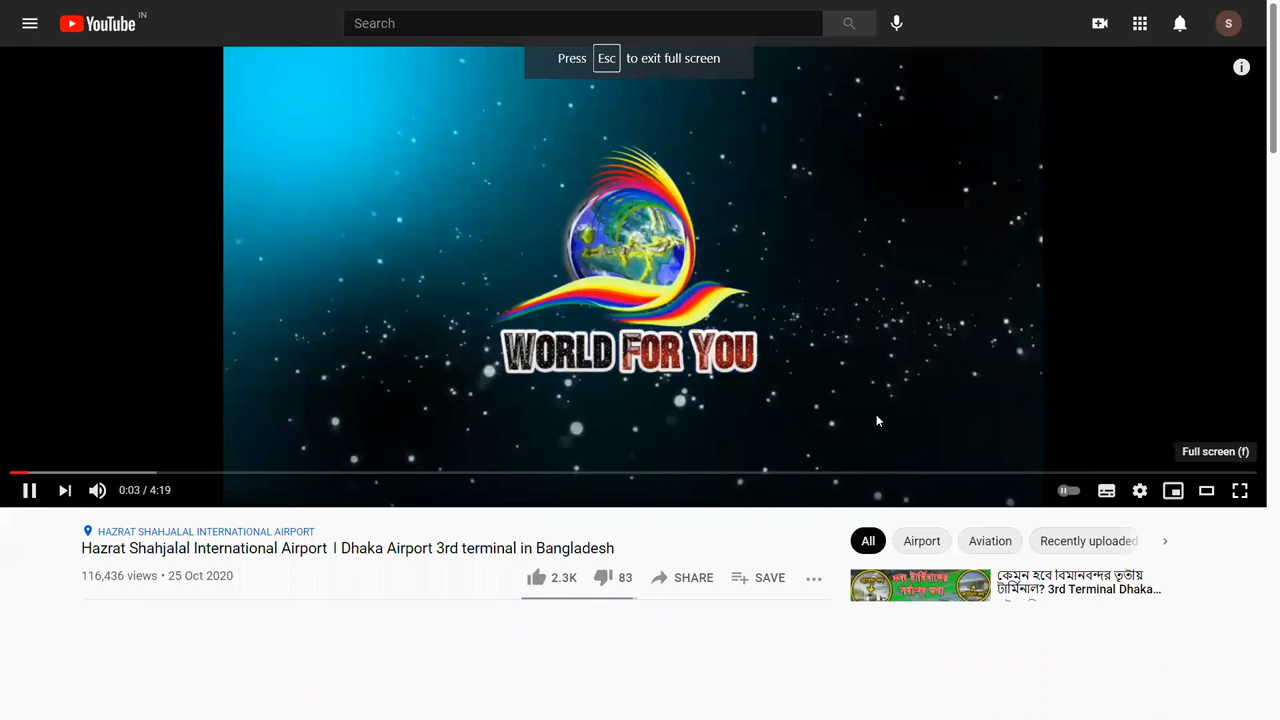 YouTube IN
Search
S
Press Esc to exit full screen
WORLD FOR YOU
Full screen (f)
0:03 / 4:19
HAZRAT SHAHJALAL INTERNATIONAL AIRPORT
Hazrat Shahjalal International Airport । Dhaka Airport 3rd terminal in Bangladesh
116,436 views • 25 Oct 2020
2.3K 83 SHARE SAVE
All Airport Aviation Recently uploaded
কেমন হবে বিমানবন্দর তৃতীয়
টার্মিনাল? 3rd Terminal Dhaka...